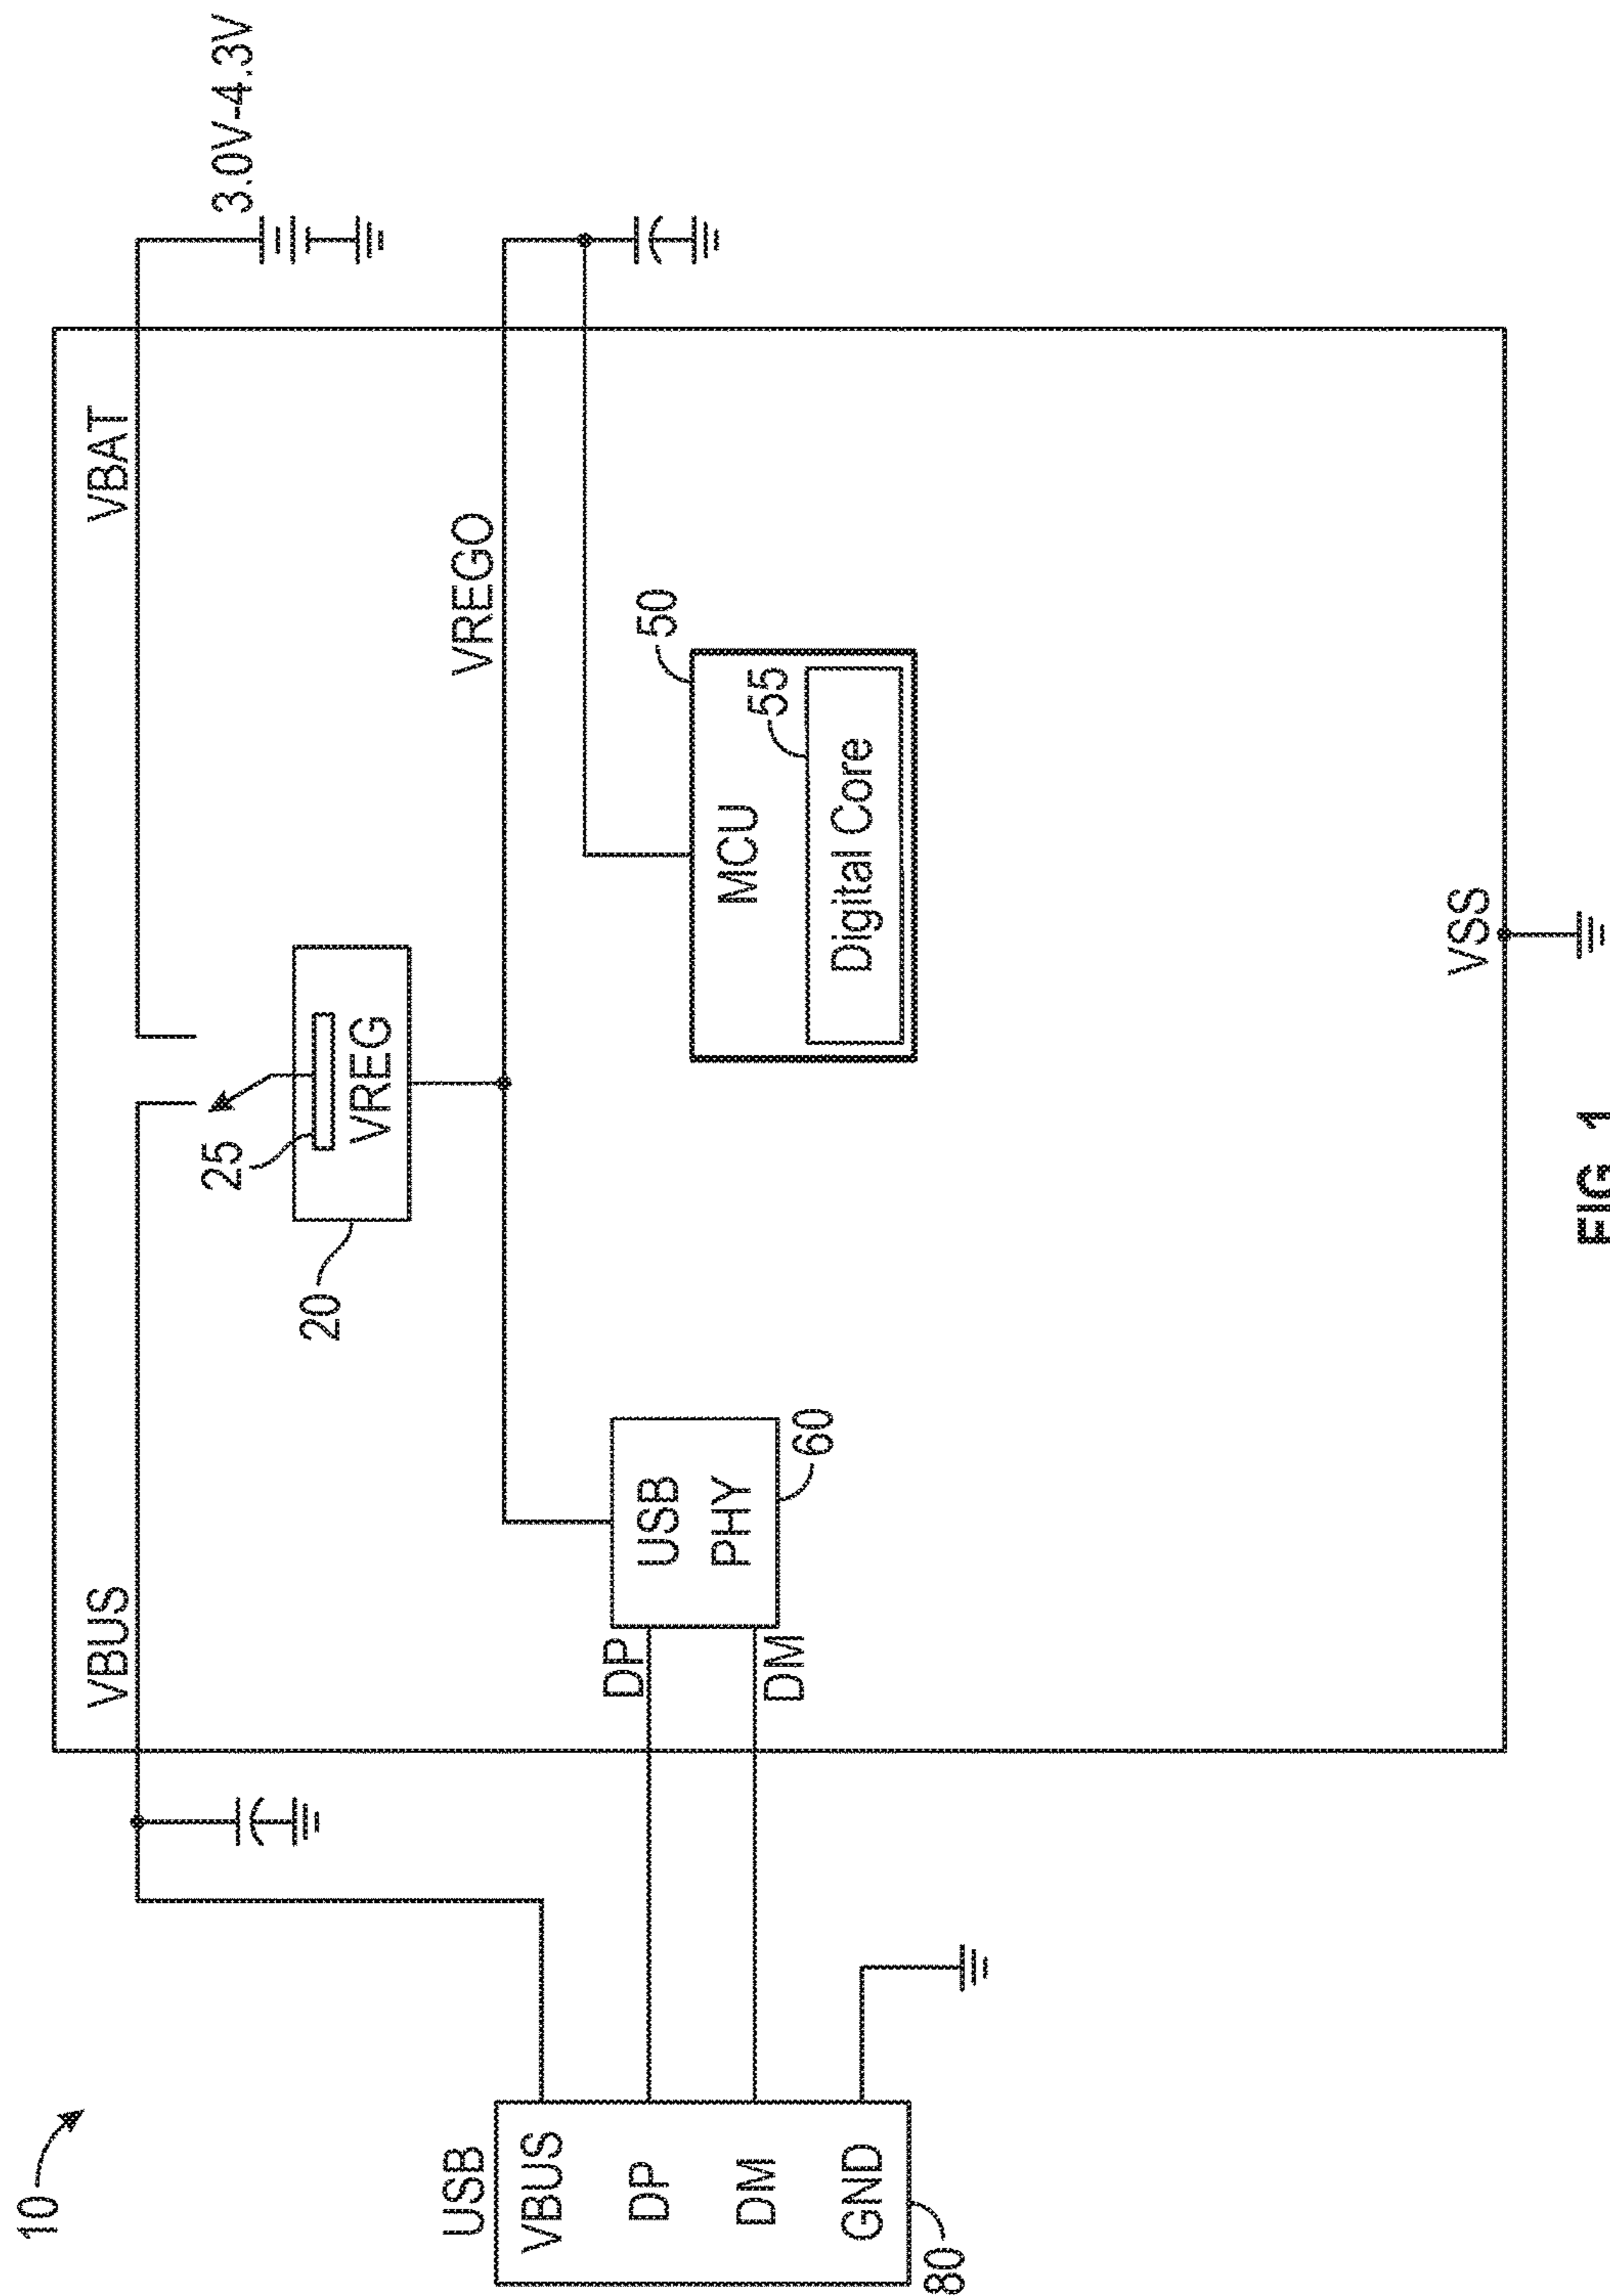 10
USB
VBUS
DP
DM
GND
80
VBUS
VBAT
3.0V-4.3V
25
VREG
20
VREGO
DP
DM
USB
PHY
60
50
MCU
55
Digital Core
VSS
FIG. 1